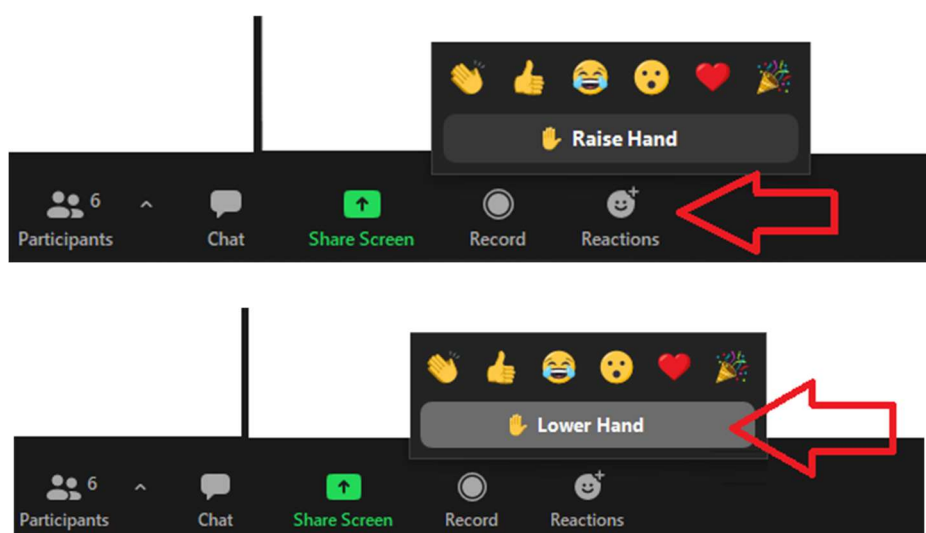 Raise Hand
6
Participants
Chat
Share Screen
Record
Reactions
Lower Hand
6
Participants
Chat
Share Screen
Record
Reactions